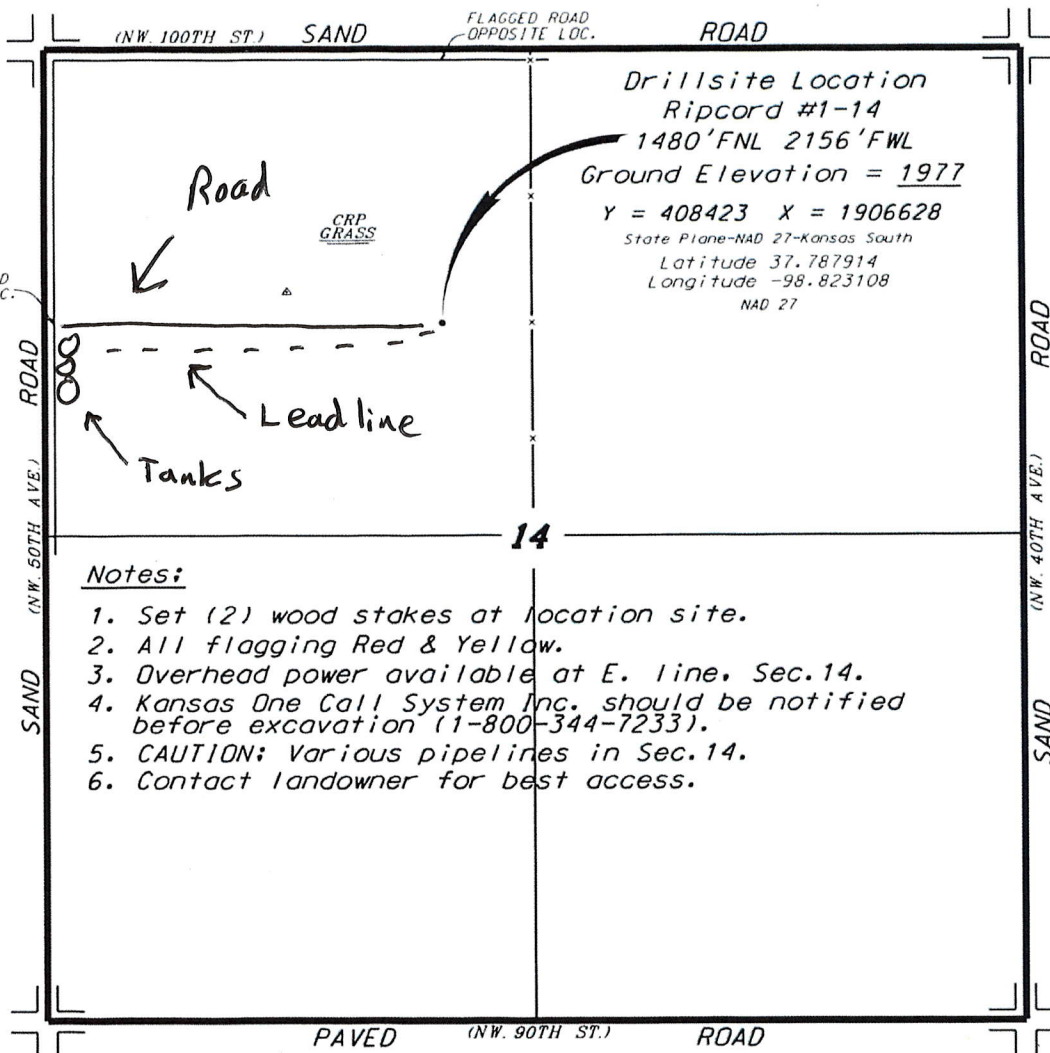 FLAGGED ROAD
OPPOSITE LOC.
(NW. 100TH ST.) SAND ROAD
Drillsite Location
Ripcord #1-14
1480'FNL 2156'FWL
Ground Elevation = 1977
Y = 408423 X = 1906628
State Plane-NAD 27-Kansas South
Latitude 37.787914
Longitude -98.823108
NAD 27
Road
CRP
GRASS
D
C.
Lead line
Tanks
ROAD
(NW. 50TH AVE.)
SAND
ROAD
(NW. 40TH AVE.)
SAND
14
Notes:
1. Set (2) wood stakes at location site.
2. All flagging Red & Yellow.
3. Overhead power available at E. line, Sec.14.
4. Kansas One Call System Inc. should be notified
before excavation (1-800-344-7233).
5. CAUTION: Various pipelines in Sec.14.
6. Contact landowner for best access.
PAVED (NW. 90TH ST.) ROAD